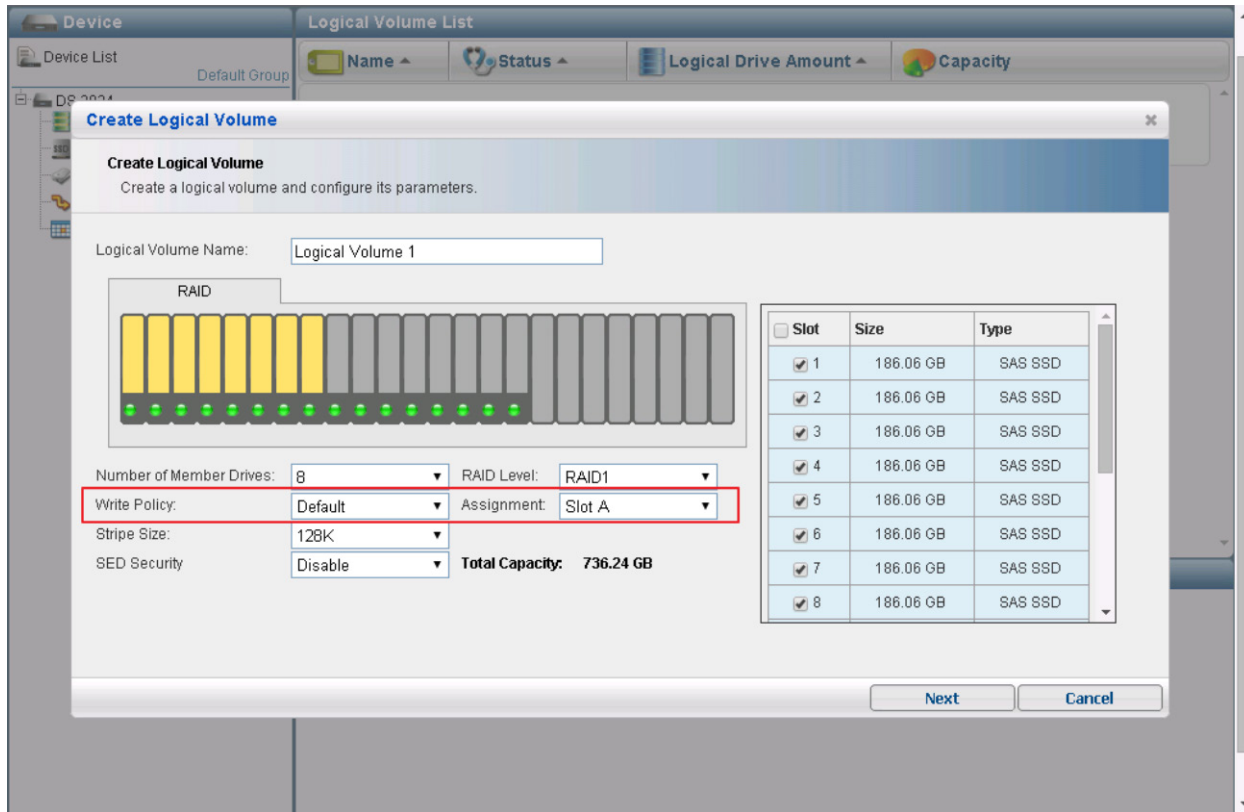 Device
Logical Volume List
Device List
Default Group
Name
Status
Logical Drive Amount
Capacity
Create Logical Volume
Create Logical Volume
Create a logical volume and configure its parameters.
Logical Volume Name: Logical Volume 1
RAID
Slot Size Type
1 186.06 GB SAS SSD
2 186.06 GB SAS SSD
3 186.06 GB SAS SSD
4 186.06 GB SAS SSD
5 186.06 GB SAS SSD
6 186.06 GB SAS SSD
7 186.06 GB SAS SSD
8 186.06 GB SAS SSD
Number of Member Drives: 8 RAID Level: RAID1
Write Policy: Default Assignment: Slot A
Stripe Size: 128K
SED Security Disable Total Capacity: 736.24 GB
Next Cancel